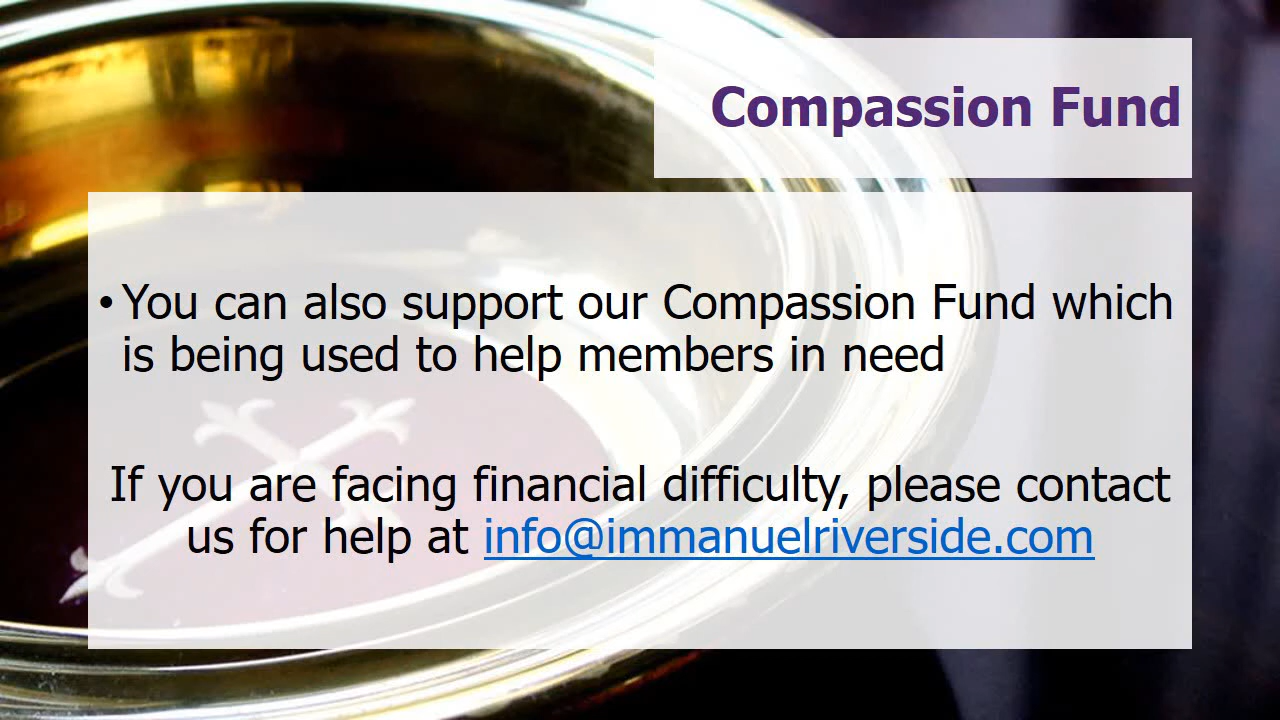 Compassion Fund
• You can also support our Compassion Fund which
is being used to help members in need
If you are facing financial difficulty, please contact
us for help at info@immanuelriverside.com